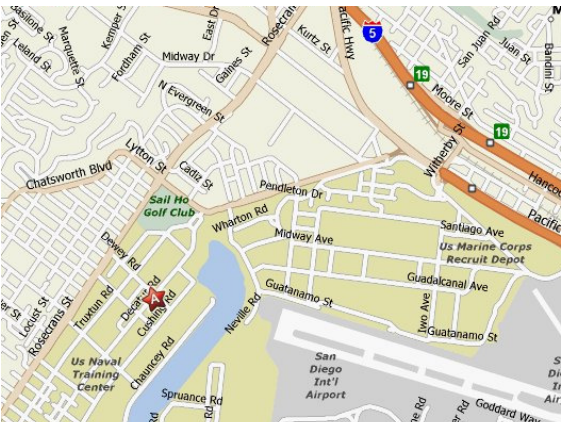 Basilone St
Kemper St
East Dr
Rosecrans
Kurtz St
Pacific Hwy
San Juan Rd
Juan St
Bandini St
Leland St
Marquette St
Fordham St
Midway Dr
Gaines St
5
19
Moore St
N Evergreen St
19
Witherby St
Hancoc
Lytton St
Cadiz St
Chatsworth Blvd
Pendleton Dr
Pacific
Sail Ho
Golf Club
Wharton Rd
Santiago Ave
Midway Ave
US Marine Corps
Recruit Depot
Dewey Rd
Guadalcanal Ave
Decatur Rd
A
Cushing Rd
Guatanamo St
Iwo Ave
Truxtun Rd
Locust St
Rosecrans St
Neville Rd
Guatanamo St
Chauncey Rd
San
Diego
Int'l
Airport
Us Naval
Training
Center
Spruance Rd
Rd
Goddard Way